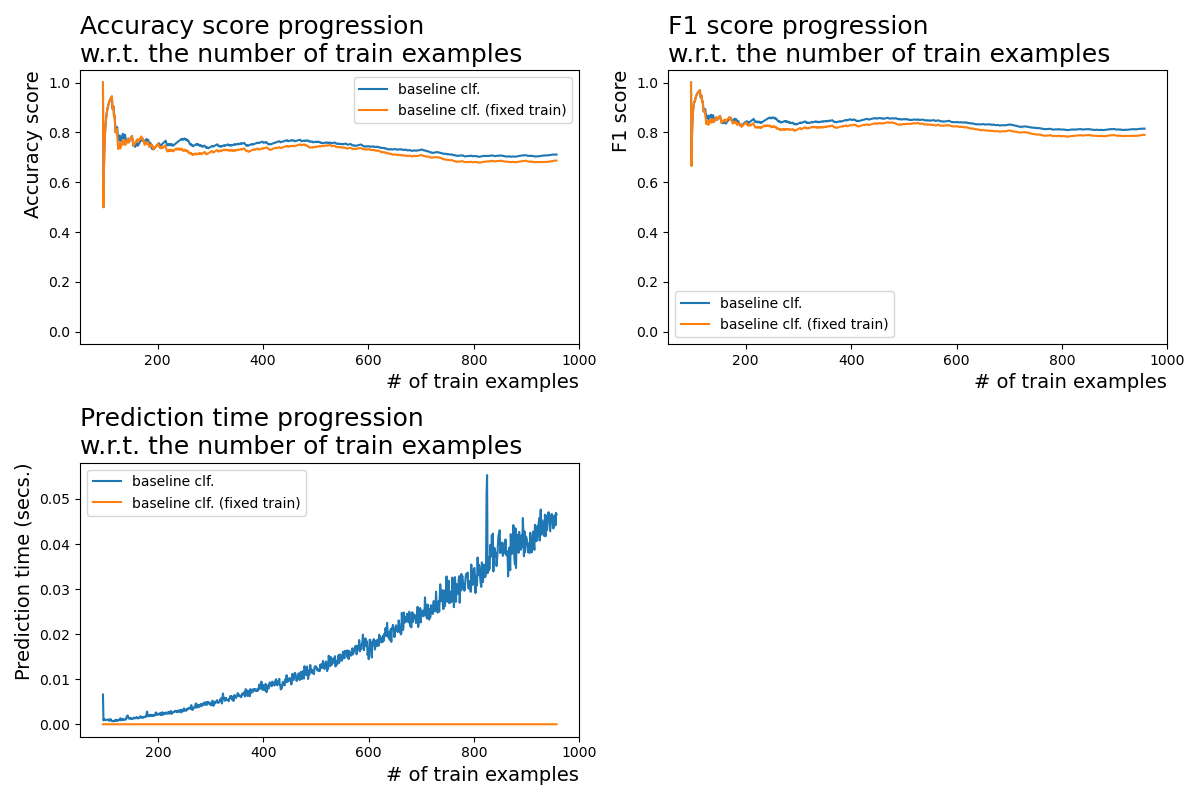 Accuracy score progression
w.r.t. the number of train examples
Accuracy score
1.0
0.8
0.6
0.4
0.2
0.0
baseline clf.
baseline clf. (fixed train)
200
400
600
800
1000
# of train examples
F1 score progression
w.r.t. the number of train examples
F1 score
1.0
0.8
0.6
0.4
0.2
0.0
baseline clf.
baseline clf. (fixed train)
200
400
600
800
1000
# of train examples
Prediction time progression
w.r.t. the number of train examples
Prediction time (secs.)
0.05
0.04
0.03
0.02
0.01
0.00
baseline clf.
baseline clf. (fixed train)
200
400
600
800
1000
# of train examples